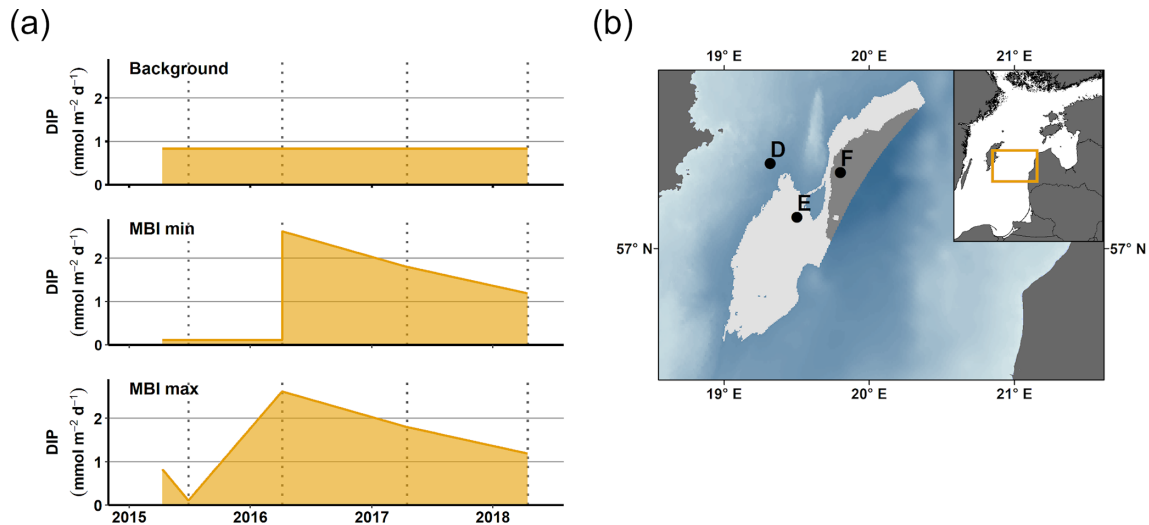 (a)
Background
DIP
(mmol m⁻² d⁻¹)
2
1
0
MBI min
DIP
(mmol m⁻² d⁻¹)
2
1
0
MBI max
DIP
(mmol m⁻² d⁻¹)
2
1
0
2015 2016 2017 2018
(b)
19° E 20° E 21° E
D
F
E
57° N 57° N
19° E 20° E 21° E